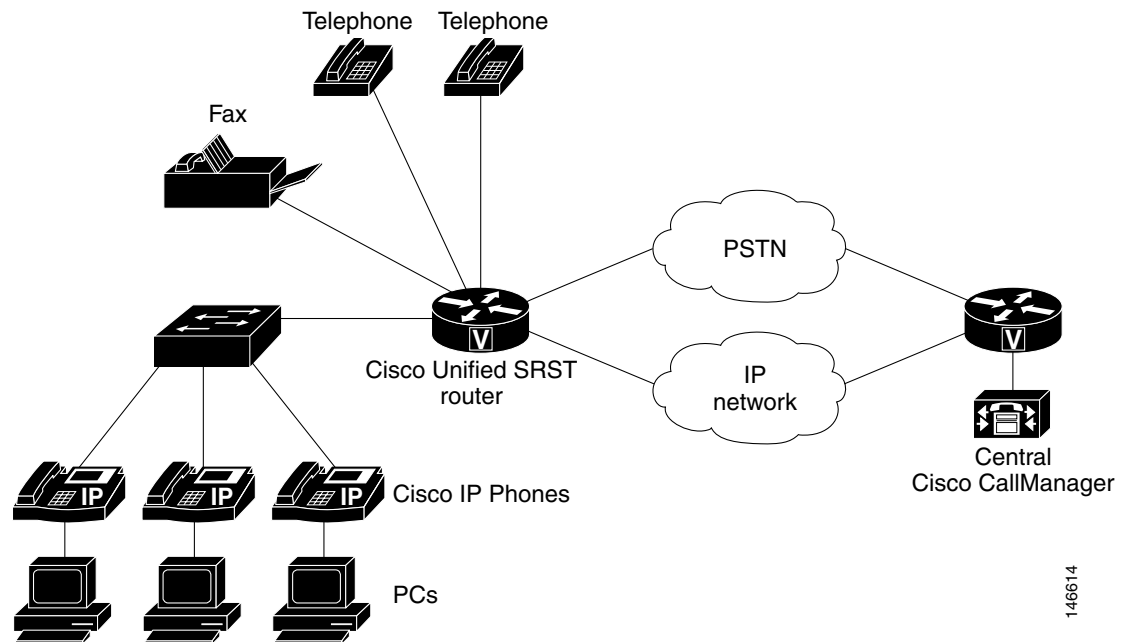 Telephone
Telephone
Fax
PSTN
V
Cisco Unified SRST
router
V
IP
network
Central
Cisco CallManager
IP
IP
IP
Cisco IP Phones
PCs
146614